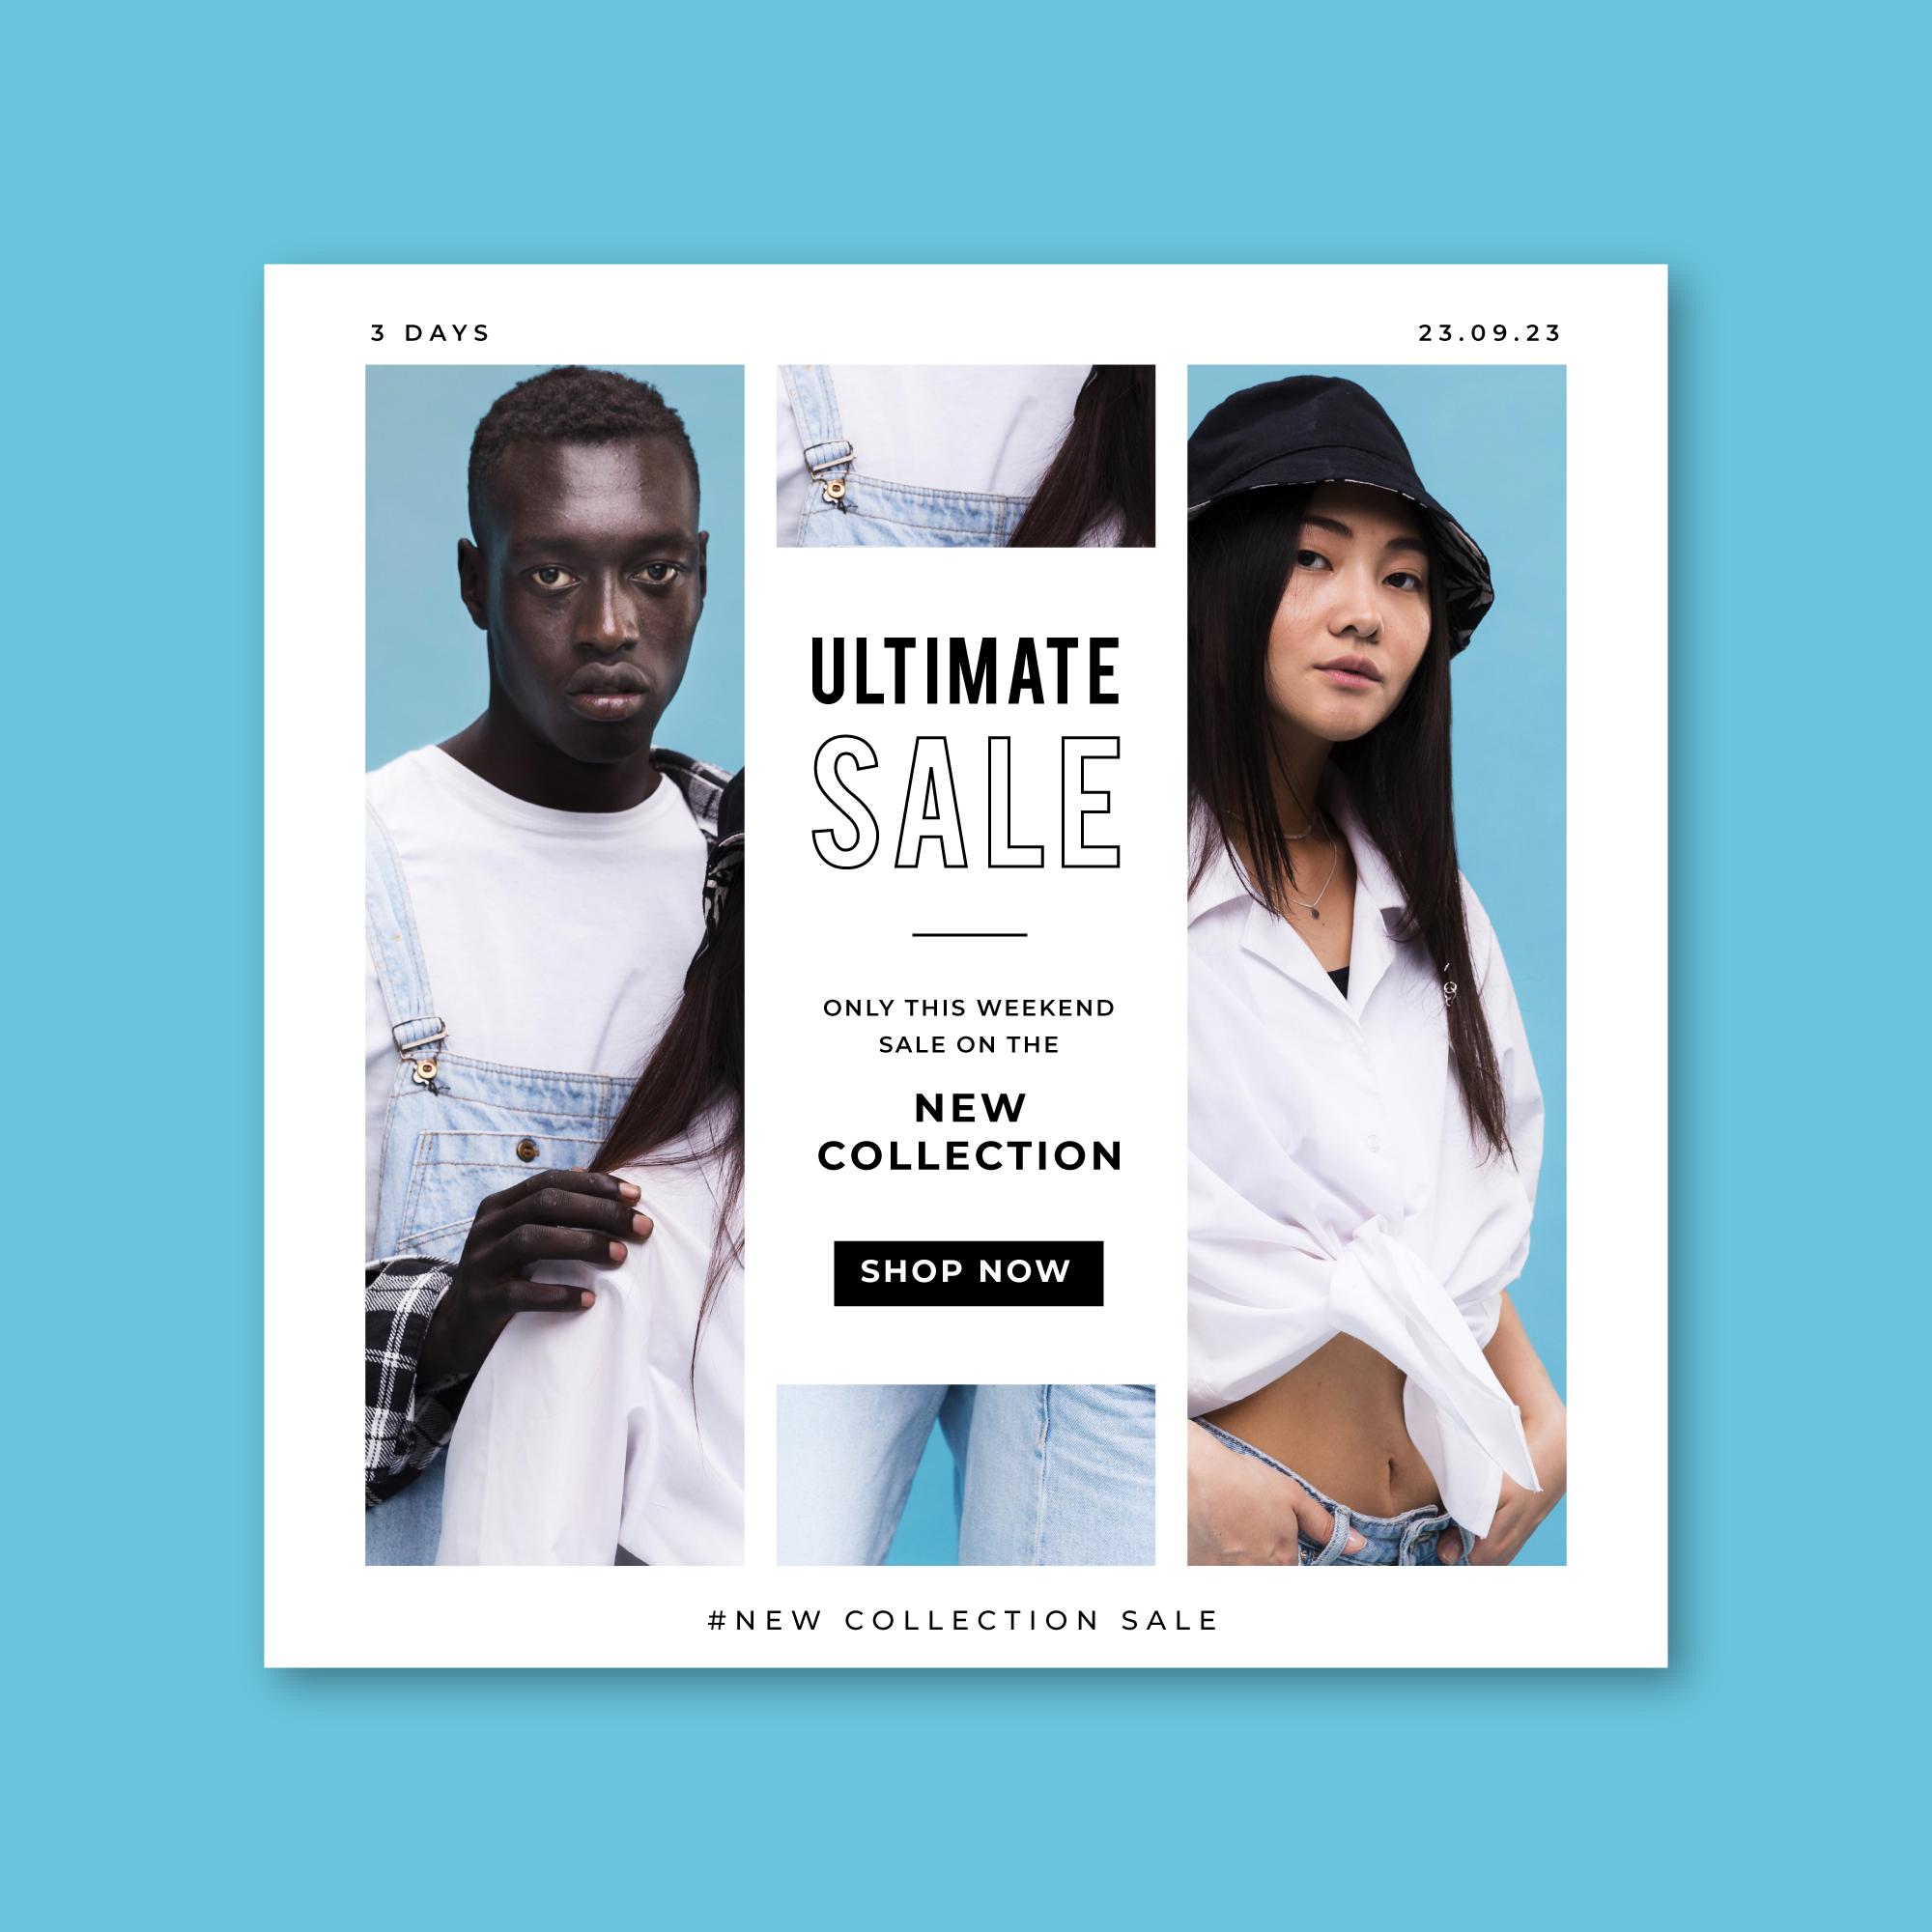 3 DAYS
23.09.23
ULTIMATE
SALE
ONLY THIS WEEKEND
SALE ON THE
NEW
COLLECTION
SHOP NOW
#NEW COLLECTION SALE